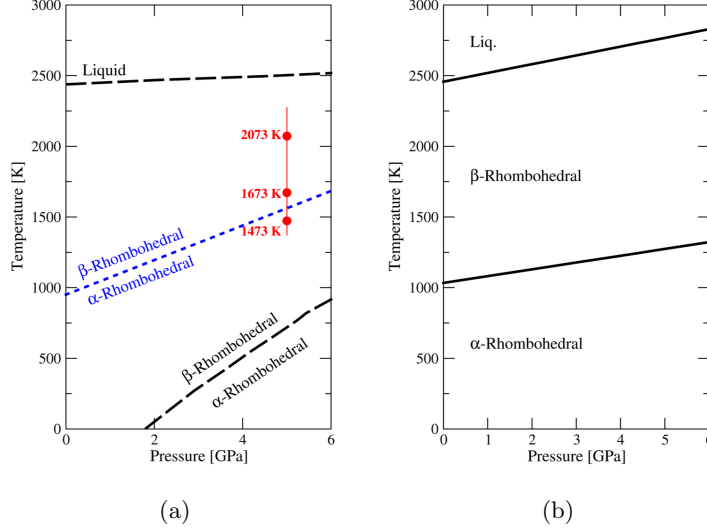 3000
2500
2000
1500
1000
500
0
Temperature [K]
Liquid
2073 K
1673 K
1473 K
β-Rhombohedral
α-Rhombohedral
β-Rhombohedral
α-Rhombohedral
0 2 4 6
Pressure [GPa]
(a)
3000
2500
2000
1500
1000
500
0
Temperature [K]
Liq.
β-Rhombohedral
α-Rhombohedral
0 1 2 3 4 5 6
Pressure [GPa]
(b)